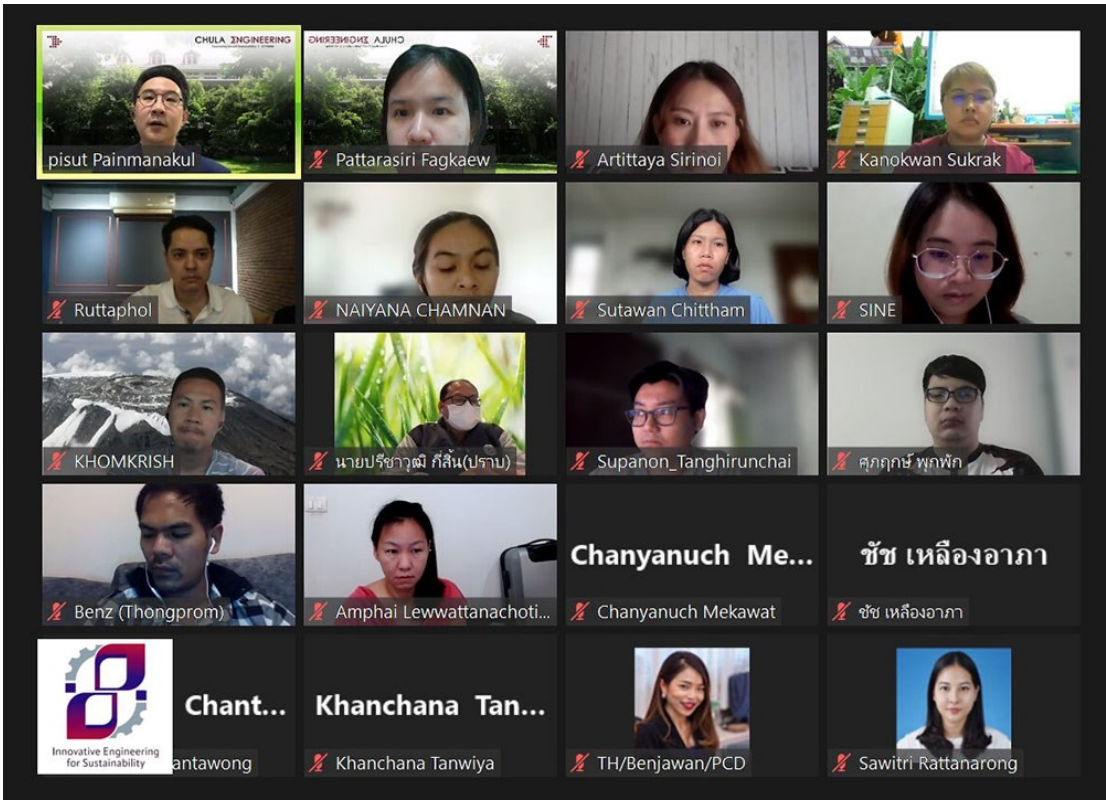 CHULA ΣNGINEERING
pisut Painmanakul
CHULA ΣNGINEERING
Pattarasiri Fagkaew
Artittaya Sirinoi
Kanokwan Sukrak
Ruttaphol
NAIYANA CHAMNAN
Sutawan Chittham
SINE
KHOMKRISH
นายปรีชาวุฒิ กี่สิ้น(ปราบ)
Supanon_Tanghirunchai
ศุภฤกษ์ พุกพัก
Benz (Thongprom)
Amphai Lewwattanachoti...
Chanyanuch Me...
Chanyanuch Mekawat
ชัช เหลืองอาภา
ชัช เหลืองอาภา
Innovative Engineering
for Sustainability
Chant...
antawong
Khanchana Tan...
Khanchana Tanwiya
TH/Benjawan/PCD
Sawitri Rattanarong